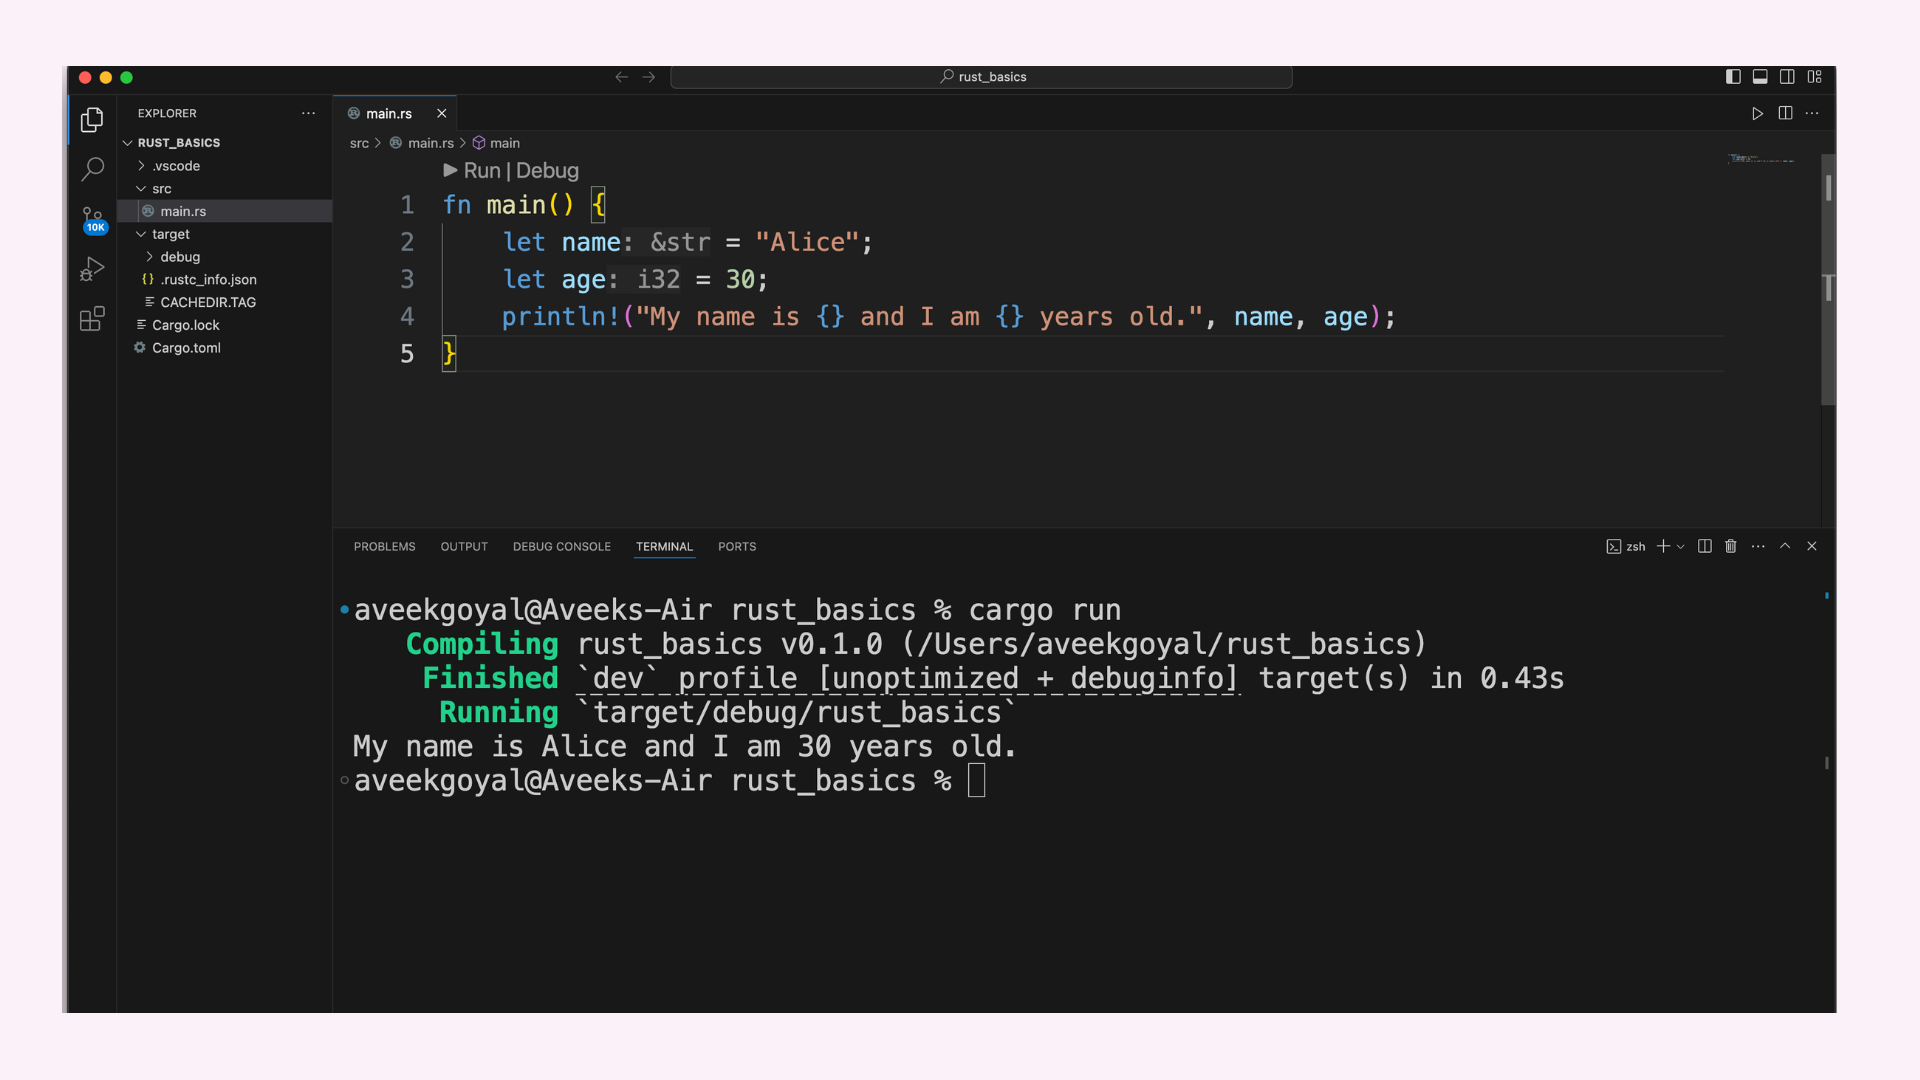 rust_basics
EXPLORER
RUST_BASICS
.vscode
src
main.rs
target
debug
{} .rustc_info.json
CACHEDIR.TAG
Cargo.lock
Cargo.toml
10K
main.rs
src > main.rs > main
Run | Debug
1 fn main() {
2 let name: &str = "Alice";
3 let age: i32 = 30;
4 println!("My name is {} and I am {} years old.", name, age);
5 }
PROBLEMS OUTPUT DEBUG CONSOLE TERMINAL PORTS
zsh
aveekgoyal@Aveeks-Air rust_basics % cargo run
Compiling rust_basics v0.1.0 (/Users/aveekgoyal/rust_basics)
Finished `dev` profile [unoptimized + debuginfo] target(s) in 0.43s
Running `target/debug/rust_basics`
My name is Alice and I am 30 years old.
aveekgoyal@Aveeks-Air rust_basics %